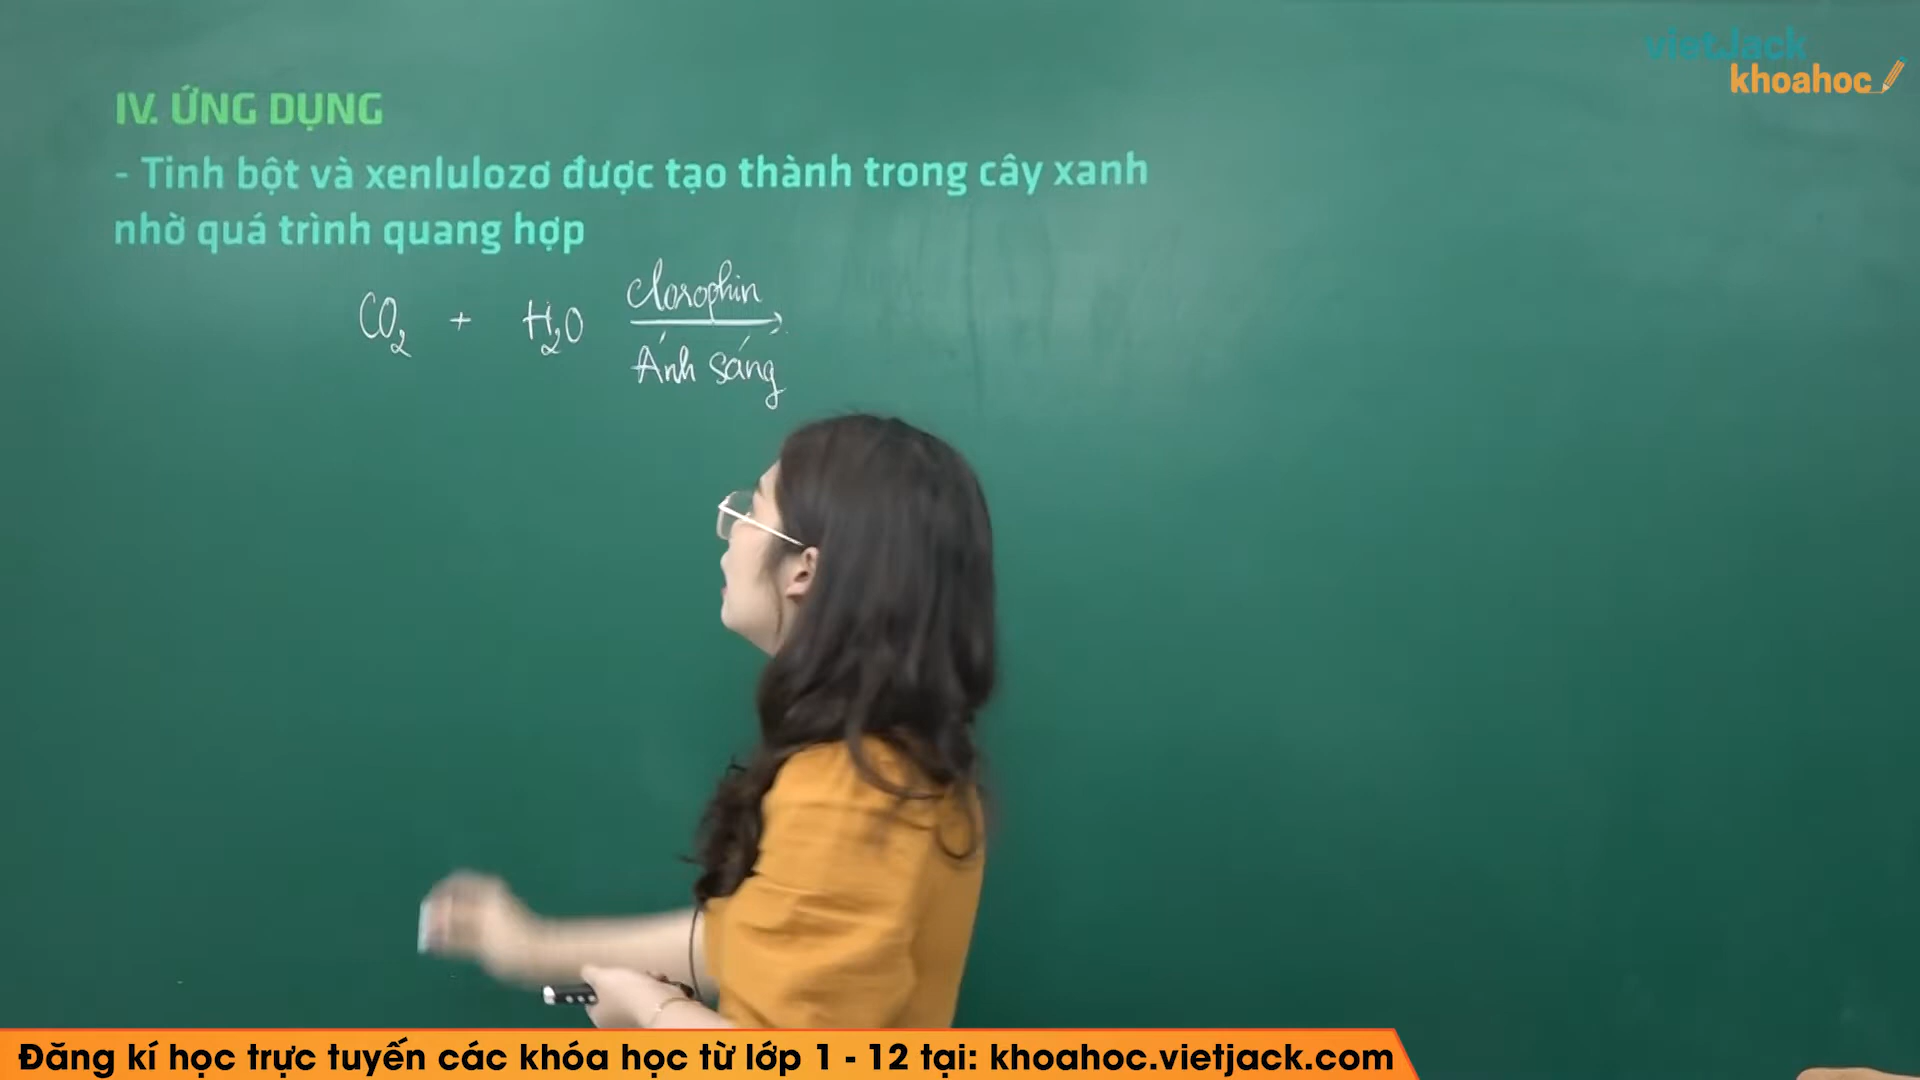 vietJack
khoahoc
IV. ỨNG DỤNG
- Tinh bột và xenlulozơ được tạo thành trong cây xanh
nhờ quá trình quang hợp
CO₂ + H₂O
clorophin
Ánh sáng
Đăng kí học trực tuyến các khóa học từ lớp 1 - 12 tại: khoahoc.vietjack.com